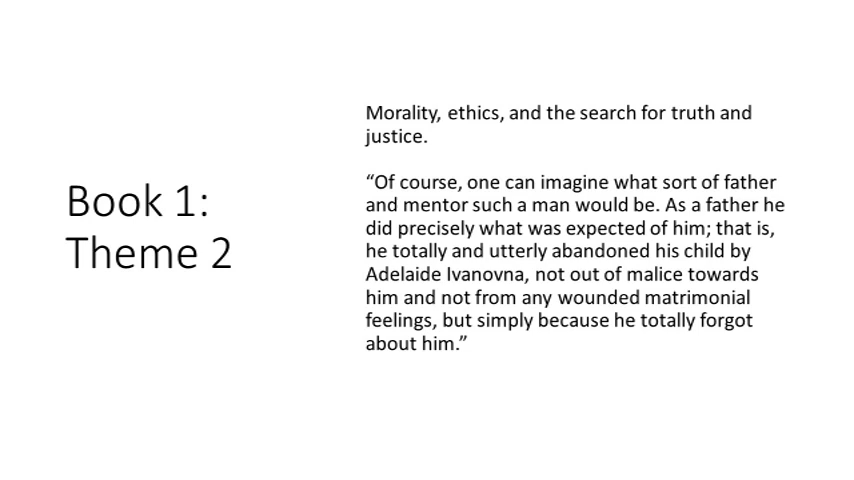 Book 1:
Theme 2
Morality, ethics, and the search for truth and
justice.
“Of course, one can imagine what sort of father
and mentor such a man would be. As a father he
did precisely what was expected of him; that is,
he totally and utterly abandoned his child by
Adelaide Ivanovna, not out of malice towards
him and not from any wounded matrimonial
feelings, but simply because he totally forgot
about him.”